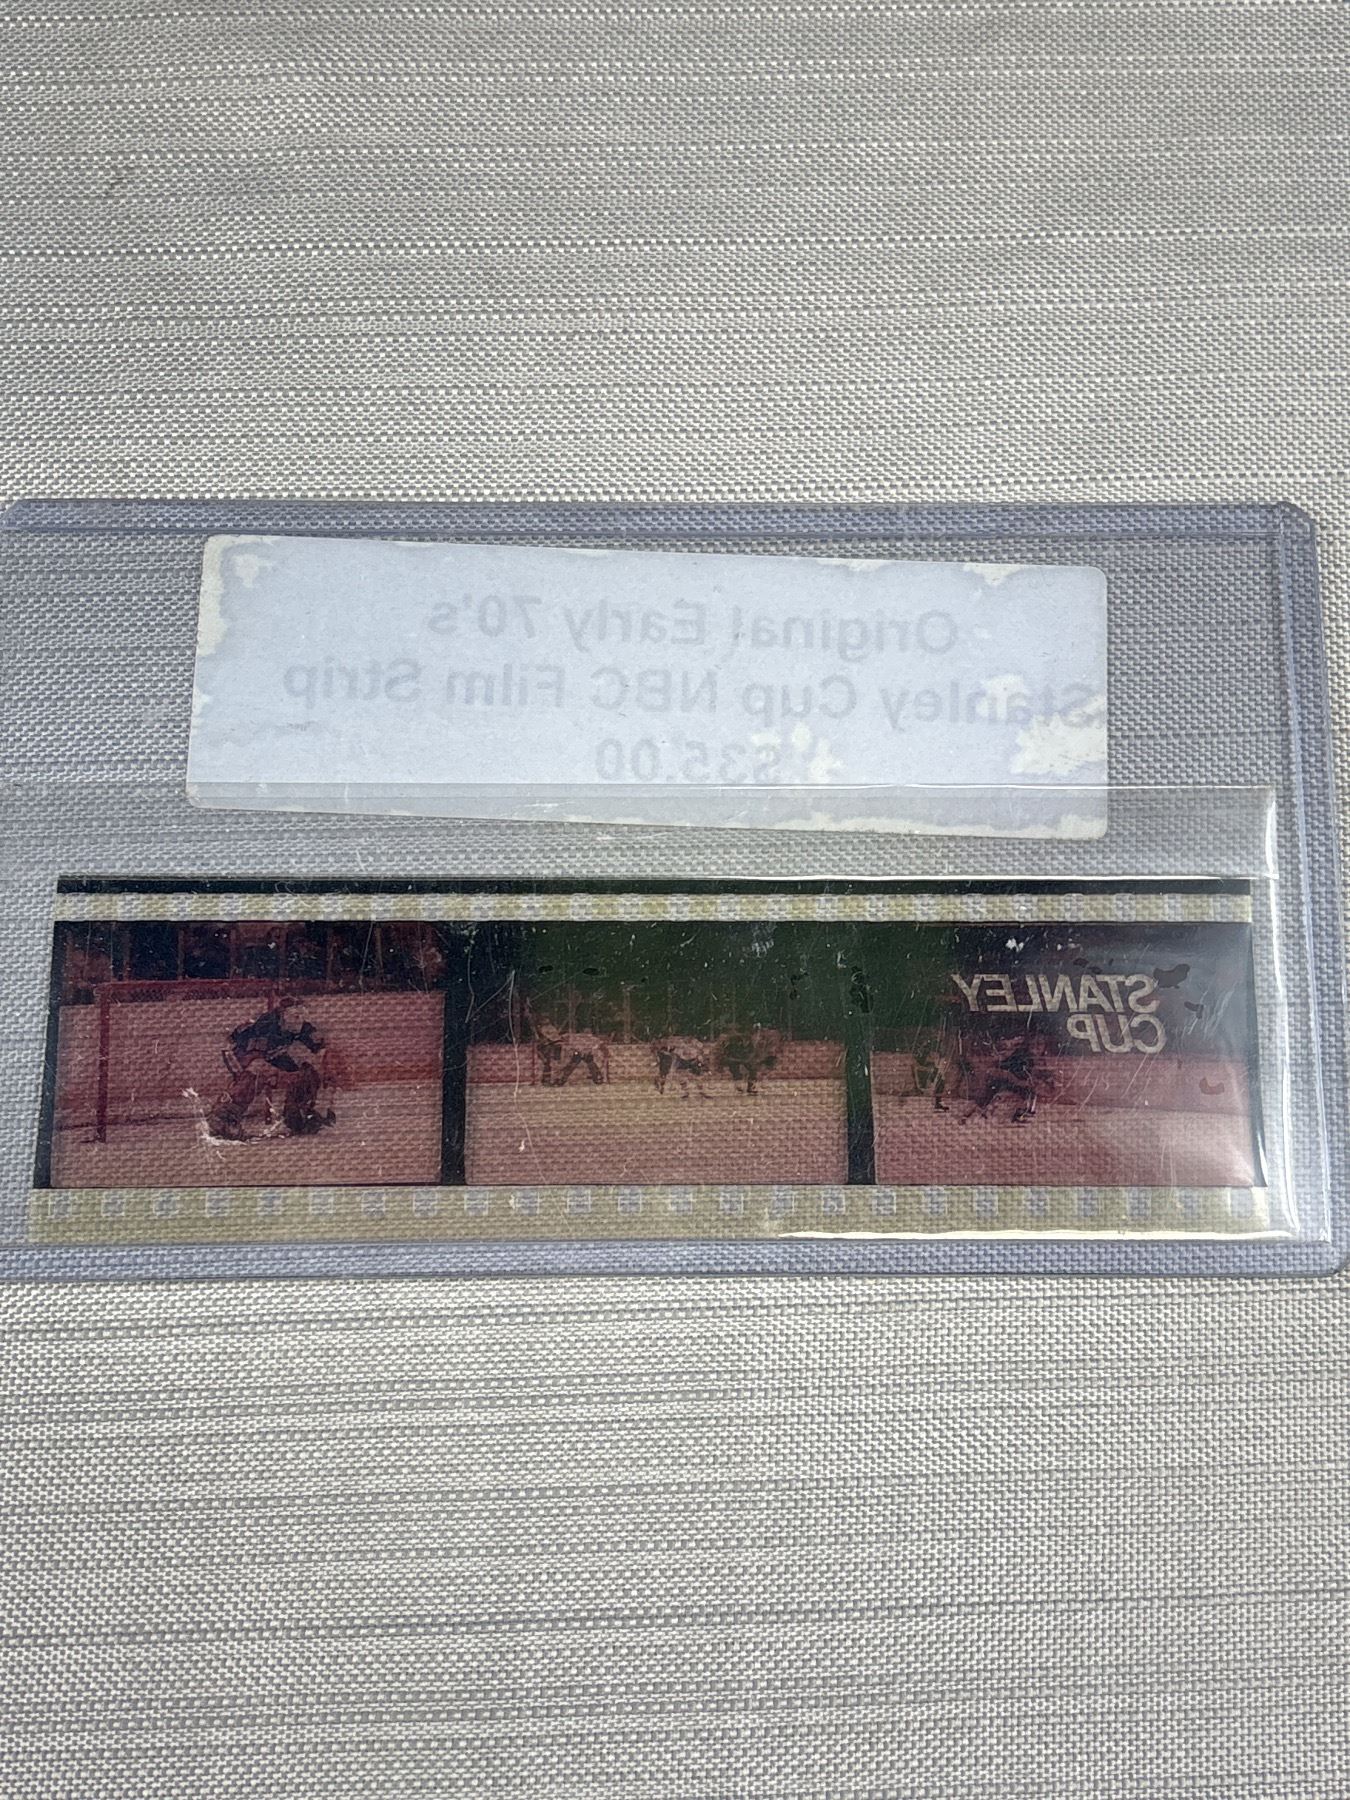 Original Early 70's
Stanley Cup NBC Film Strip
$35.00
STANLEY
CUP